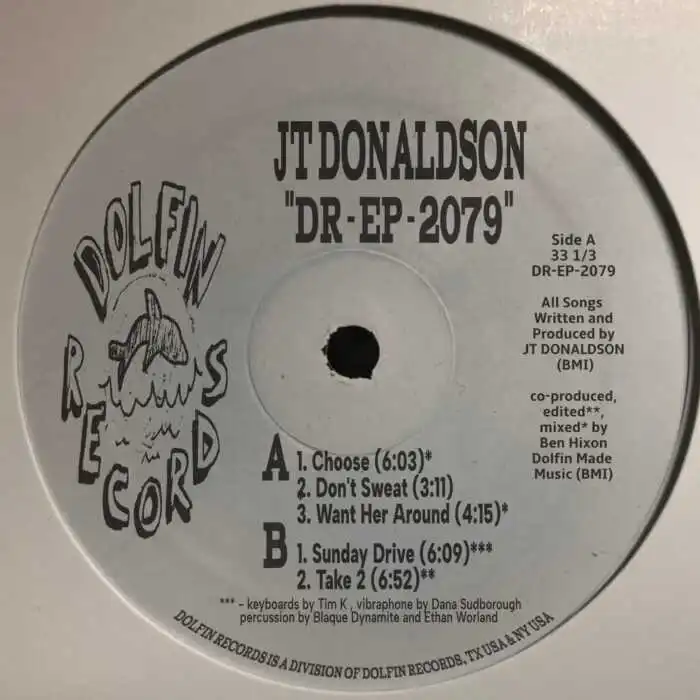 DOLFIN
RECORDS
JT DONALDSON
"DR-EP-2079"
Side A
33 1/3
DR-EP-2079
All Songs
Written and
Produced by
JT DONALDSON
(BMI)
co-produced,
edited**,
mixed* by
Ben Hixon
Dolfin Made
Music (BMI)
A
1. Choose (6:03)*
2. Don't Sweat (3:11)
3. Want Her Around (4:15)*
B
1. Sunday Drive (6:09)***
2. Take 2 (6:52)**
*** - keyboards by Tim K , vibraphone by Dana Sudborough
percussion by Blaque Dynamite and Ethan Worland
DOLFIN RECORDS IS A DIVISION OF DOLFIN RECORDS, TX USA & NY USA